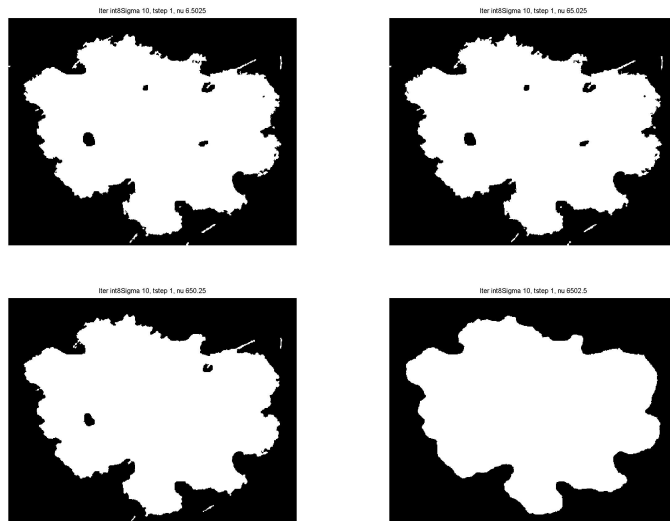 Iter int8Sigma 10, tstep 1, nu 6.5025
Iter int8Sigma 10, tstep 1, nu 65.025
Iter int8Sigma 10, tstep 1, nu 650.25
Iter int8Sigma 10, tstep 1, nu 6502.5